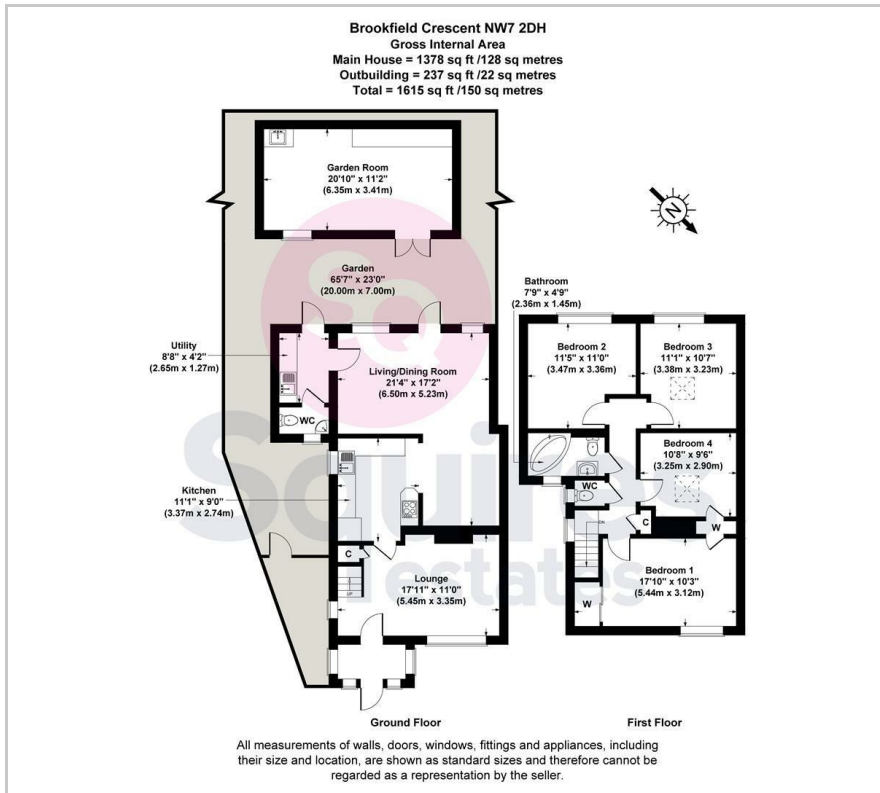 Brookfield Crescent NW7 2DH
Gross Internal Area
Main House = 1378 sq ft /128 sq metres
Outbuilding = 237 sq ft /22 sq metres
Total = 1615 sq ft /150 sq metres
Garden Room
20'10" x 11'2"
(6.35m x 3.41m)
N
Garden
65'7" x 23'0"
(20.00m x 7.00m)
SQ
Squires
estates
Utility
8'8" x 4'2"
(2.65m x 1.27m)
WC
Living/Dining Room
21'4" x 17'2"
(6.50m x 5.23m)
Kitchen
11'1" x 9'0"
(3.37m x 2.74m)
C
UP
Lounge
17'11" x 11'0"
(5.45m x 3.35m)
Ground Floor
Bathroom
7'9" x 4'9"
(2.36m x 1.45m)
Bedroom 2
11'5" x 11'0"
(3.47m x 3.36m)
Bedroom 3
11'1" x 10'7"
(3.38m x 3.23m)
Bedroom 4
10'8" x 9'6"
(3.25m x 2.90m)
WC
C
W
Bedroom 1
17'10" x 10'3"
(5.44m x 3.12m)
W
First Floor
All measurements of walls, doors, windows, fittings and appliances, including
their size and location, are shown as standard sizes and therefore cannot be
regarded as a representation by the seller.